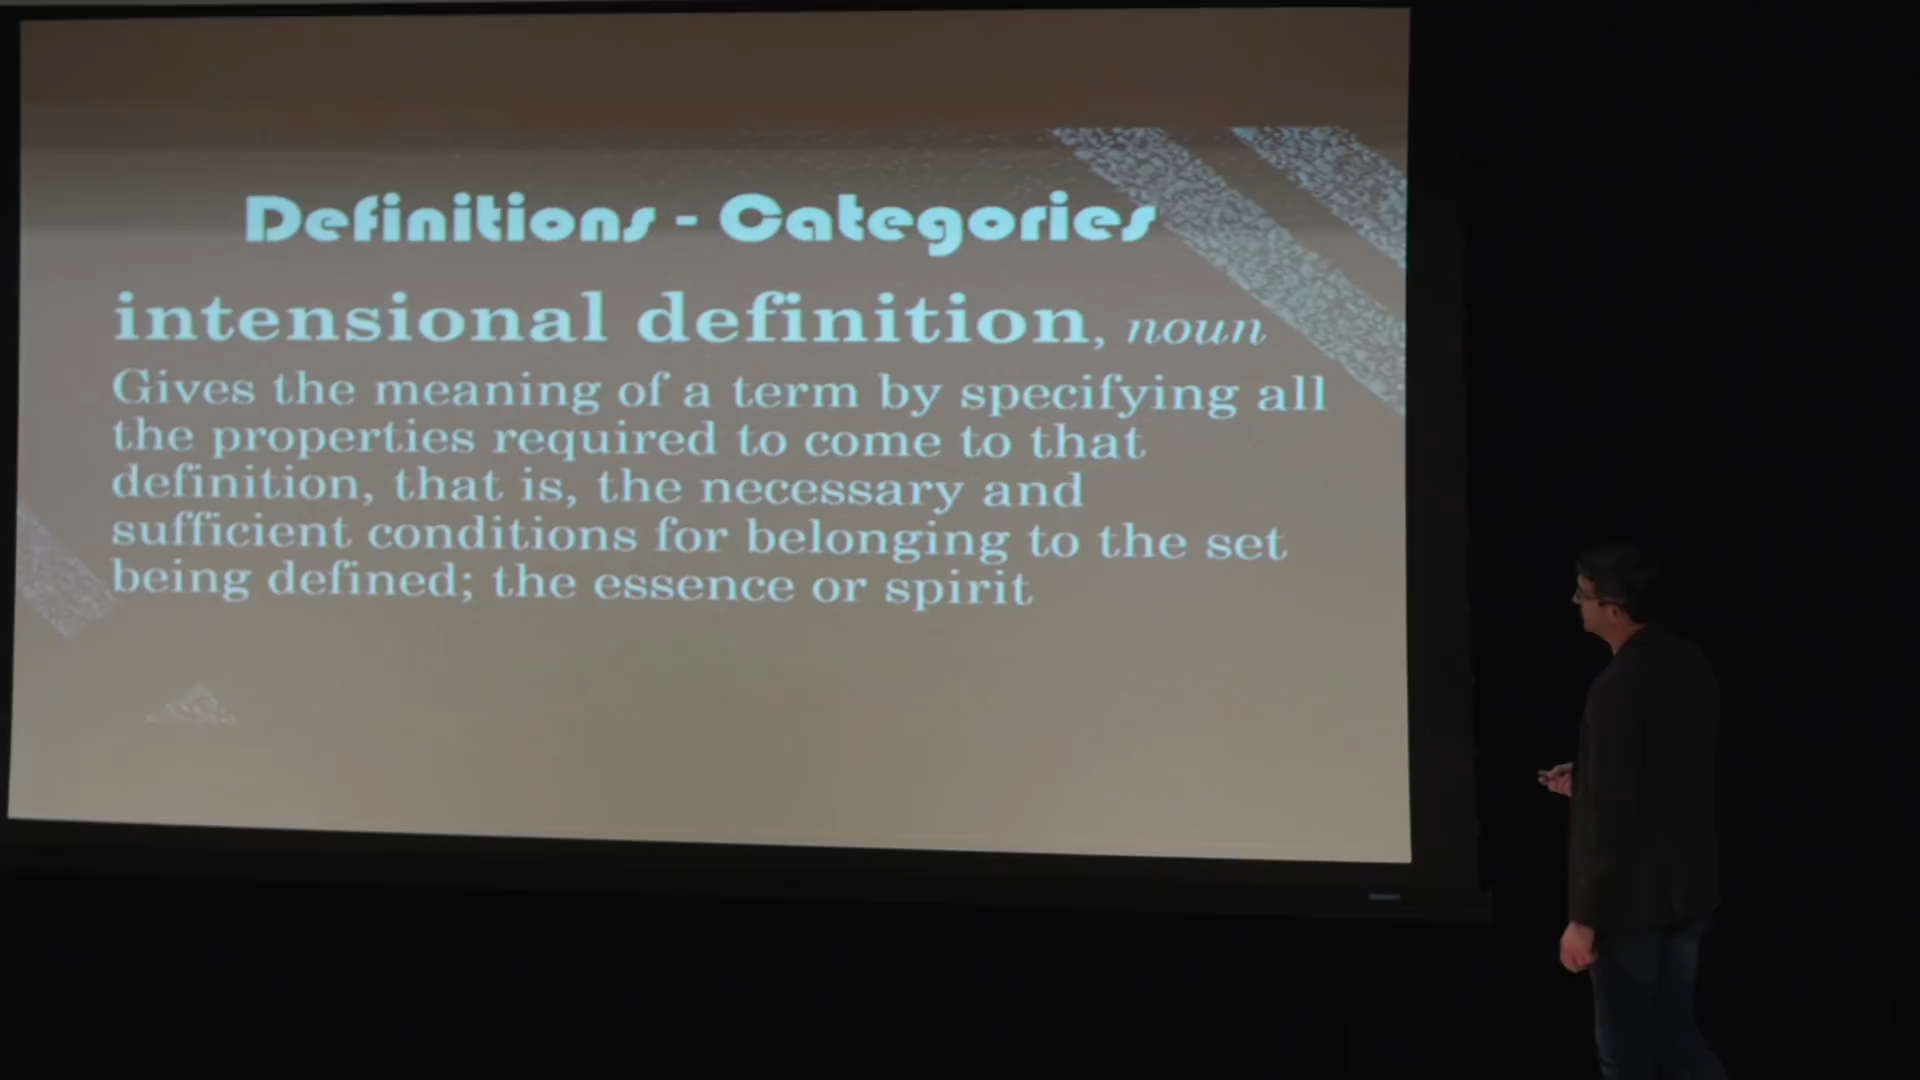 Definitions - Categories
intensional definition, noun
Gives the meaning of a term by specifying all
the properties required to come to that
definition, that is, the necessary and
sufficient conditions for belonging to the set
being defined; the essence or spirit